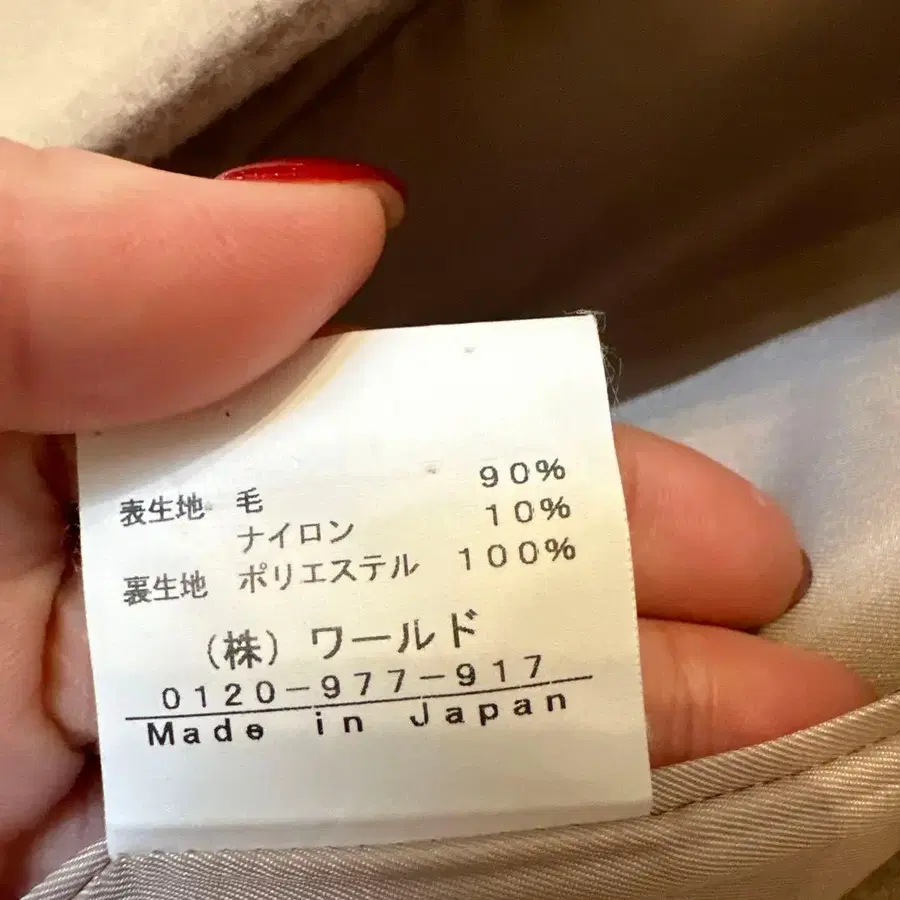 表生地 毛 90%
ナイロン 10%
裏生地 ポリエステル 100%
(株)ワールド
0120-977-917
Made in Japan